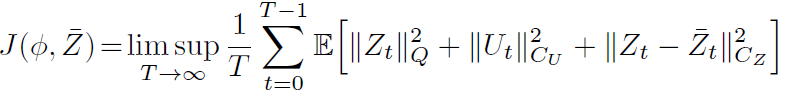 J(ϕ, Z̄) = lim sup_{T→∞} 1/T ∑_{t=0}^{T−1} 𝔼[‖Z_t‖²_Q + ‖U_t‖²_{C_U} + ‖Z_t − Z̄_t‖²_{C_Z}]